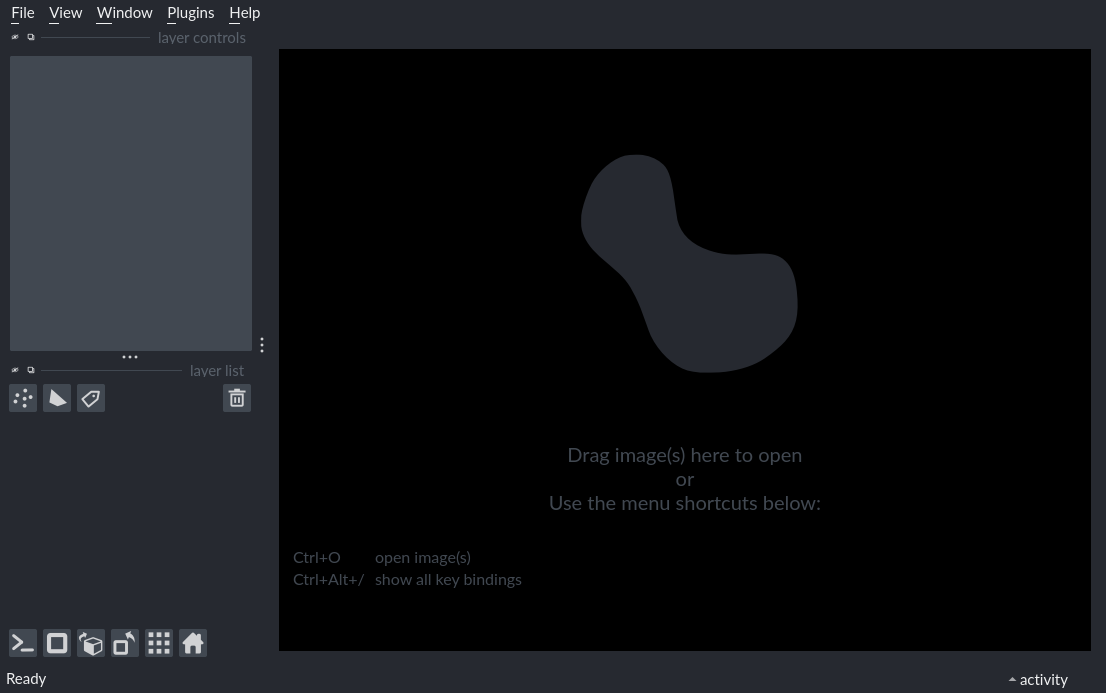 File View Window Plugins Help
layer controls
layer list
Drag image(s) here to open
or
Use the menu shortcuts below:
Ctrl+O open image(s)
Ctrl+Alt+/ show all key bindings
Ready
activity